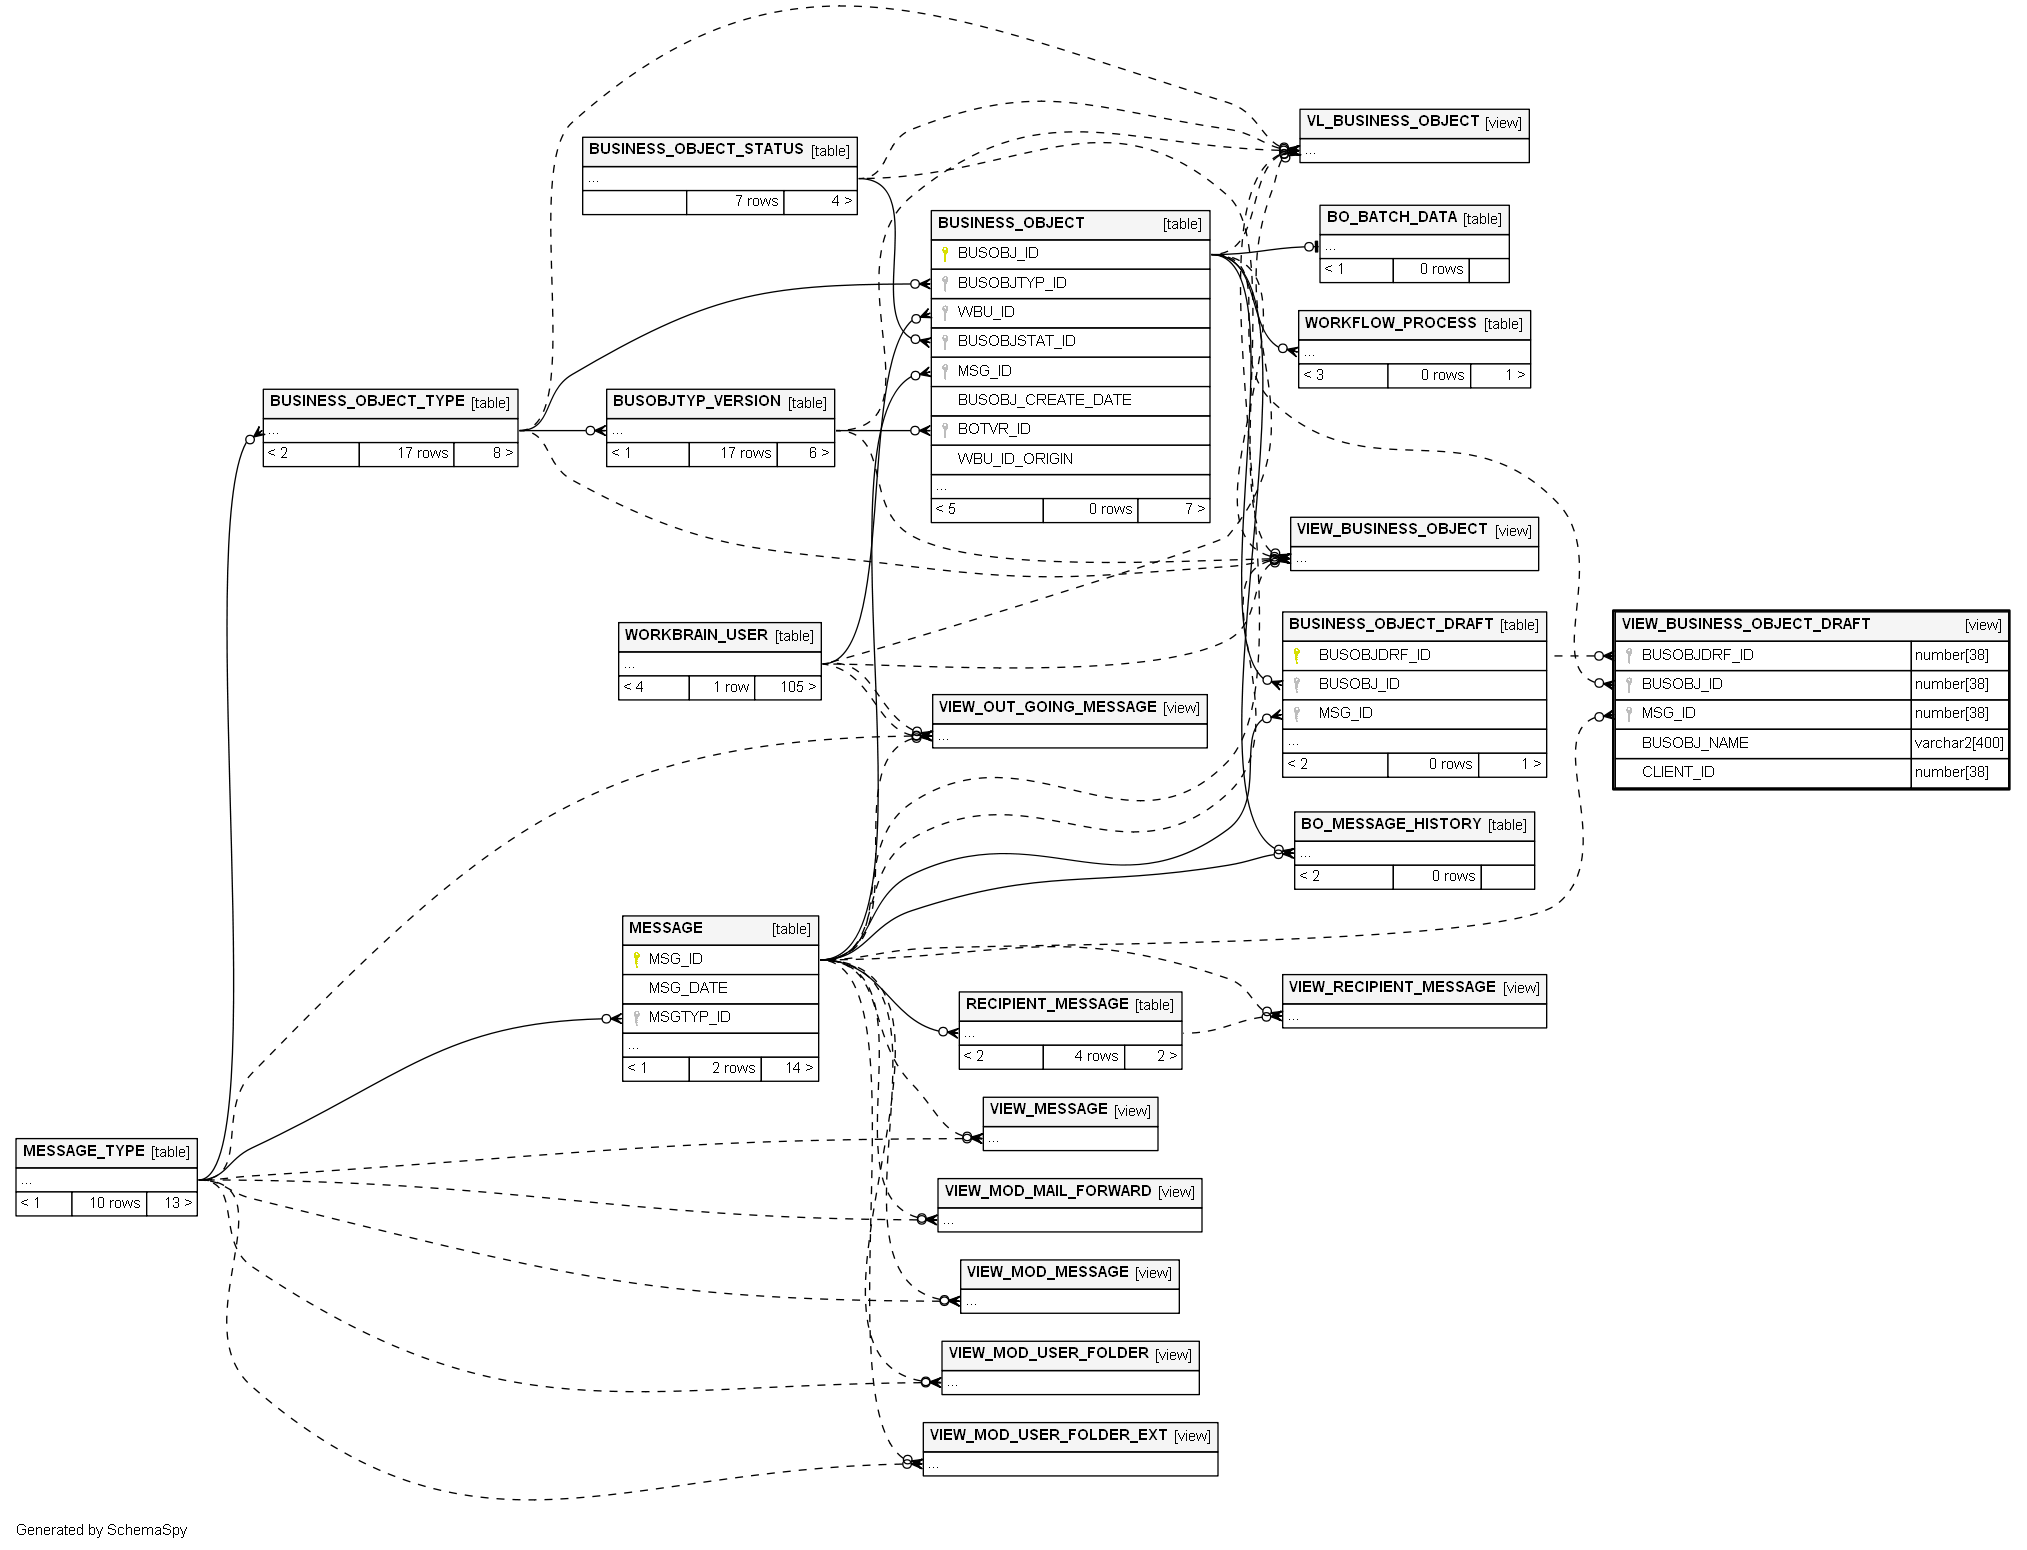 VL_BUSINESS_OBJECT [view]
...
BUSINESS_OBJECT_STATUS [table]
...
7 rows 4 >
BO_BATCH_DATA [table]
...
< 1 0 rows
BUSINESS_OBJECT [table]
BUSOBJ_ID
BUSOBJTYP_ID
WBU_ID
BUSOBJSTAT_ID
MSG_ID
BUSOBJ_CREATE_DATE
BOTVR_ID
WBU_ID_ORIGIN
...
< 5 0 rows 7 >
WORKFLOW_PROCESS [table]
...
< 3 0 rows 1 >
BUSINESS_OBJECT_TYPE [table]
...
< 2 17 rows 8 >
BUSOBJTYP_VERSION [table]
...
< 1 17 rows 6 >
VIEW_BUSINESS_OBJECT [view]
...
WORKBRAIN_USER [table]
...
< 4 1 row 105 >
BUSINESS_OBJECT_DRAFT [table]
BUSOBJDRF_ID
BUSOBJ_ID
MSG_ID
...
< 2 0 rows 1 >
VIEW_BUSINESS_OBJECT_DRAFT [view]
BUSOBJDRF_ID number[38]
BUSOBJ_ID number[38]
MSG_ID number[38]
BUSOBJ_NAME varchar2[400]
CLIENT_ID number[38]
VIEW_OUT_GOING_MESSAGE [view]
...
BO_MESSAGE_HISTORY [table]
...
< 2 0 rows
MESSAGE [table]
MSG_ID
MSG_DATE
MSGTYP_ID
...
< 1 2 rows 14 >
VIEW_RECIPIENT_MESSAGE [view]
...
RECIPIENT_MESSAGE [table]
...
< 2 4 rows 2 >
VIEW_MESSAGE [view]
...
MESSAGE_TYPE [table]
...
< 1 10 rows 13 >
VIEW_MOD_MAIL_FORWARD [view]
...
VIEW_MOD_MESSAGE [view]
...
VIEW_MOD_USER_FOLDER [view]
...
VIEW_MOD_USER_FOLDER_EXT [view]
...
Generated by SchemaSpy